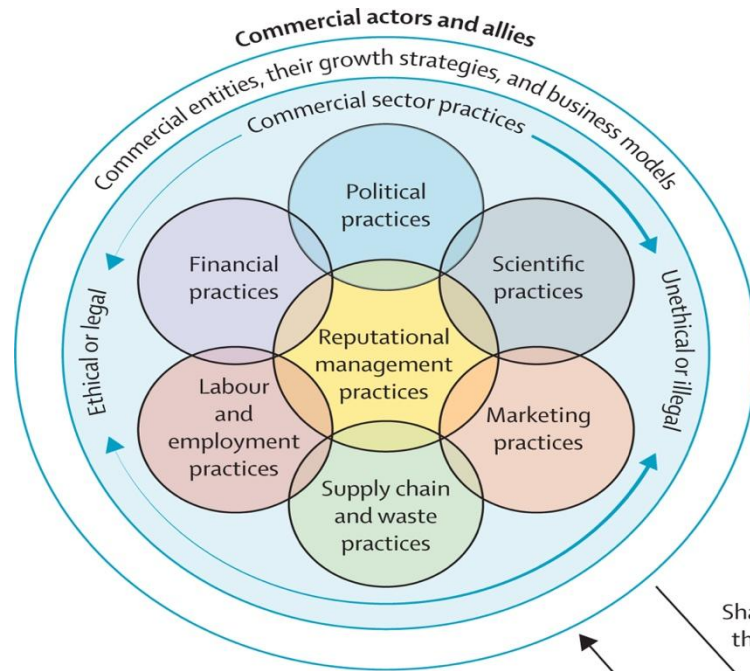 Commercial actors and allies
Commercial entities, their growth strategies, and business models
Commercial sector practices
Political
practices
Financial
practices
Scientific
practices
Ethical or legal
Reputational
management
practices
Unethical or illegal
Labour
and
employment
practices
Marketing
practices
Supply chain
and waste
practices